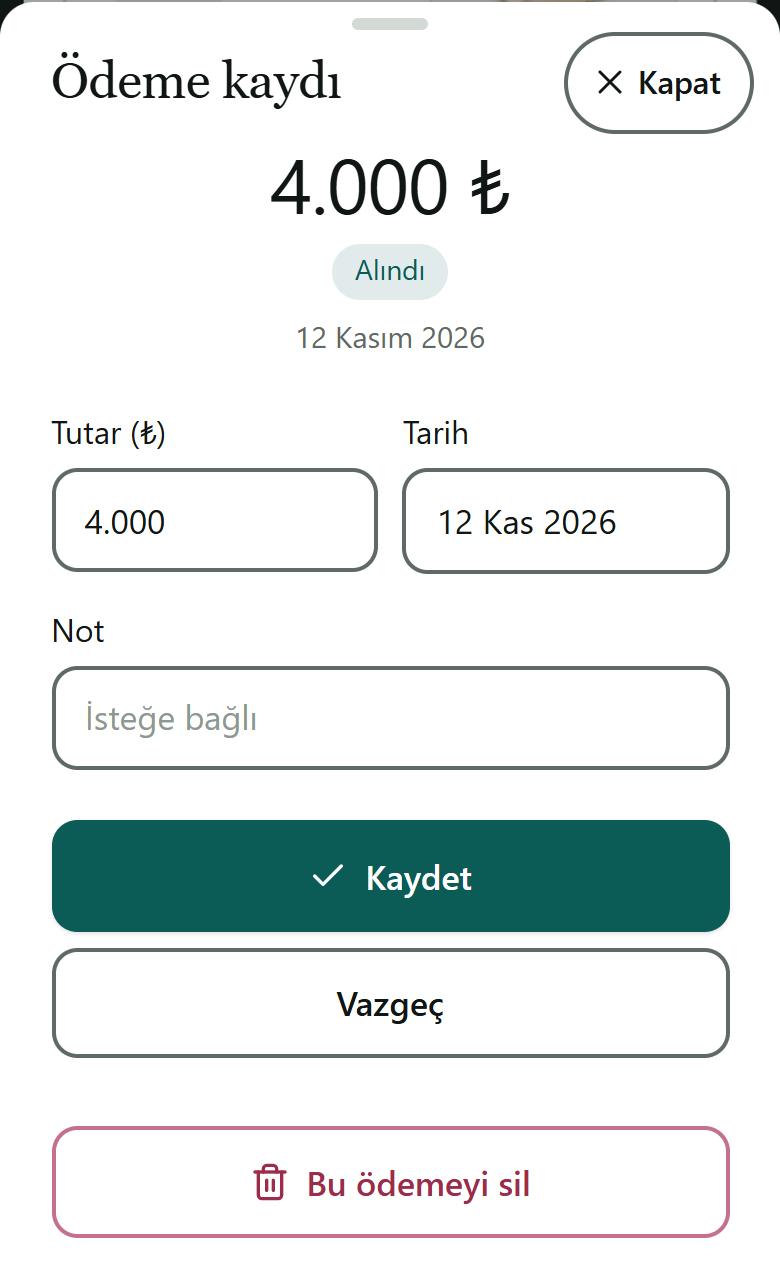 Ödeme kaydı
Kapat
4.000 ₺
Alındı
12 Kasım 2026
Tutar (₺)
Tarih
4.000
12 Kas 2026
Not
İsteğe bağlı
Kaydet
Vazgeç
Bu ödemeyi sil